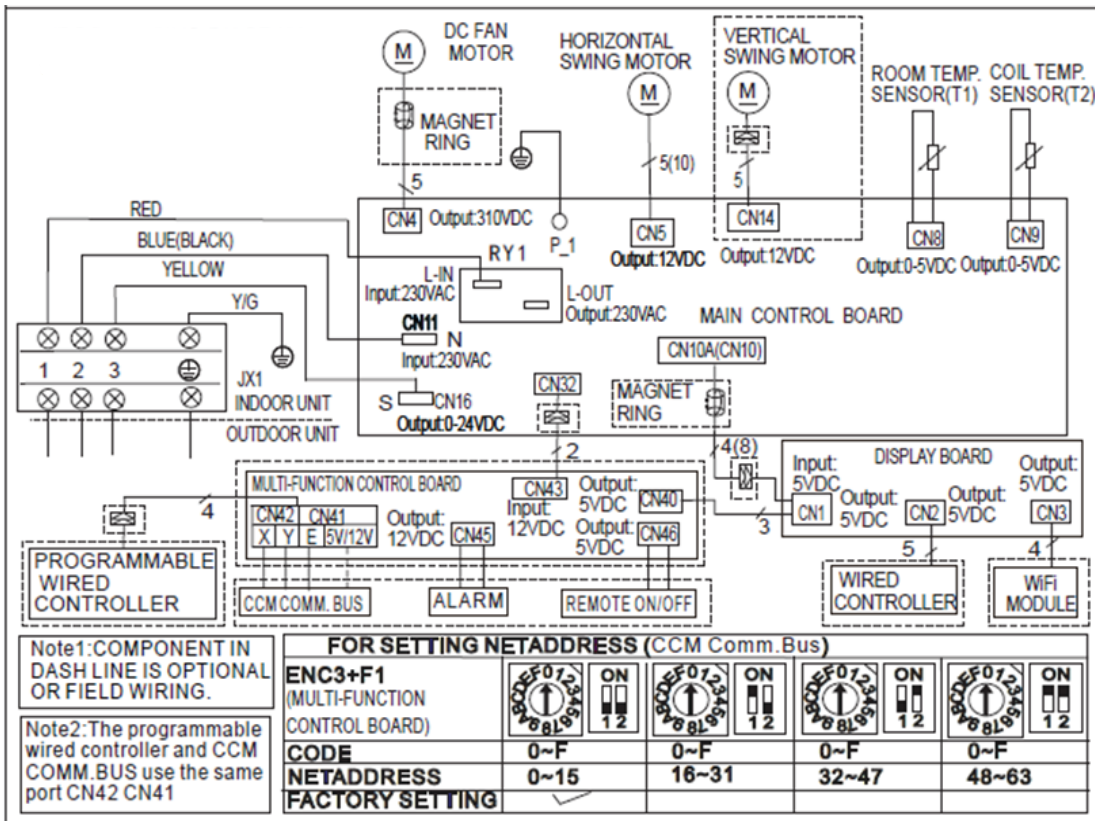 DC FAN
MOTOR
M
MAGNET
RING
5
HORIZONTAL
SWING MOTOR
M
5(10)
VERTICAL
SWING MOTOR
M
5
ROOM TEMP.
SENSOR(T1)
COIL TEMP.
SENSOR(T2)
RED
BLUE(BLACK)
YELLOW
Y/G
1 2 3
JX1
INDOOR UNIT
OUTDOOR UNIT
CN4 Output:310VDC
P_1
CN5
Output:12VDC
CN14
Output:12VDC
CN8
Output:0-5VDC
CN9
Output:0-5VDC
RY1
L-IN
Input:230VAC
L-OUT
Output:230VAC
CN11
N
Input:230VAC
S CN16
Output:0-24VDC
MAIN CONTROL BOARD
CN10A(CN10)
CN32
MAGNET
RING
2
4(8)
MULTI-FUNCTION CONTROL BOARD
CN42 CN41
X Y E 5V/12V
Output:
12VDC
CN45
CN43
Input:
12VDC
Output:
5VDC
CN40
Output:
5VDC
CN46
3
4
PROGRAMMABLE
WIRED
CONTROLLER
CCM COMM. BUS
ALARM
REMOTE ON/OFF
DISPLAY BOARD
Input:
5VDC
CN1
Output:
5VDC
CN2
Output:
5VDC
Output:
5VDC
CN3
5
4
WIRED
CONTROLLER
WiFi
MODULE
Note1:COMPONENT IN
DASH LINE IS OPTIONAL
OR FIELD WIRING.
Note2:The programmable
wired controller and CCM
COMM.BUS use the same
port CN42 CN41
FOR SETTING NETADDRESS (CCM Comm.Bus)
ENC3+F1
(MULTI-FUNCTION
CONTROL BOARD)
0123456789ABCDEF
ON
1 2
0123456789ABCDEF
ON
1 2
0123456789ABCDEF
ON
1 2
0123456789ABCDEF
ON
1 2
CODE 0~F 0~F 0~F 0~F
NETADDRESS 0~15 16~31 32~47 48~63
FACTORY SETTING ✓